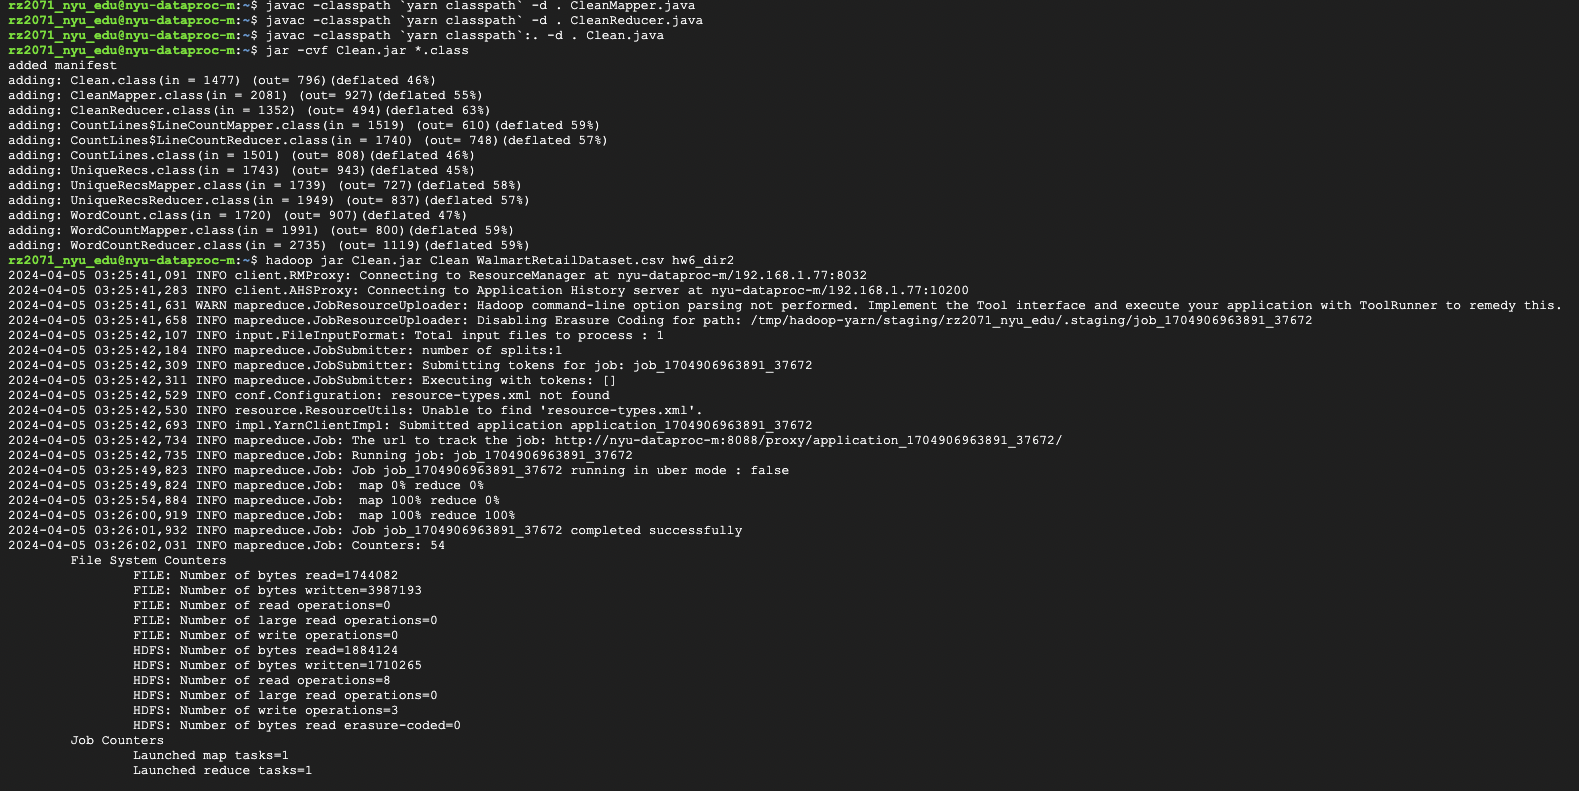 rz2071_nyu_edu@nyu-dataproc-m:~$ javac -classpath `yarn classpath` -d . CleanMapper.java
rz2071_nyu_edu@nyu-dataproc-m:~$ javac -classpath `yarn classpath` -d . CleanReducer.java
rz2071_nyu_edu@nyu-dataproc-m:~$ javac -classpath `yarn classpath`:. -d . Clean.java
rz2071_nyu_edu@nyu-dataproc-m:~$ jar -cvf Clean.jar *.class
added manifest
adding: Clean.class(in = 1477) (out= 796)(deflated 46%)
adding: CleanMapper.class(in = 2081) (out= 927)(deflated 55%)
adding: CleanReducer.class(in = 1352) (out= 494)(deflated 63%)
adding: CountLines$LineCountMapper.class(in = 1519) (out= 610)(deflated 59%)
adding: CountLines$LineCountReducer.class(in = 1740) (out= 748)(deflated 57%)
adding: CountLines.class(in = 1501) (out= 808)(deflated 46%)
adding: UniqueRecs.class(in = 1743) (out= 943)(deflated 45%)
adding: UniqueRecsMapper.class(in = 1739) (out= 727)(deflated 58%)
adding: UniqueRecsReducer.class(in = 1949) (out= 837)(deflated 57%)
adding: WordCount.class(in = 1720) (out= 907)(deflated 47%)
adding: WordCountMapper.class(in = 1991) (out= 800)(deflated 59%)
adding: WordCountReducer.class(in = 2735) (out= 1119)(deflated 59%)
rz2071_nyu_edu@nyu-dataproc-m:~$ hadoop jar Clean.jar Clean WalmartRetailDataset.csv hw6_dir2
2024-04-05 03:25:41,091 INFO client.RMProxy: Connecting to ResourceManager at nyu-dataproc-m/192.168.1.77:8032
2024-04-05 03:25:41,283 INFO client.AHSProxy: Connecting to Application History server at nyu-dataproc-m/192.168.1.77:10200
2024-04-05 03:25:41,631 WARN mapreduce.JobResourceUploader: Hadoop command-line option parsing not performed. Implement the Tool interface and execute your application with ToolRunner to remedy this.
2024-04-05 03:25:41,658 INFO mapreduce.JobResourceUploader: Disabling Erasure Coding for path: /tmp/hadoop-yarn/staging/rz2071_nyu_edu/.staging/job_1704906963891_37672
2024-04-05 03:25:42,107 INFO input.FileInputFormat: Total input files to process : 1
2024-04-05 03:25:42,184 INFO mapreduce.JobSubmitter: number of splits:1
2024-04-05 03:25:42,309 INFO mapreduce.JobSubmitter: Submitting tokens for job: job_1704906963891_37672
2024-04-05 03:25:42,311 INFO mapreduce.JobSubmitter: Executing with tokens: []
2024-04-05 03:25:42,529 INFO conf.Configuration: resource-types.xml not found
2024-04-05 03:25:42,530 INFO resource.ResourceUtils: Unable to find 'resource-types.xml'.
2024-04-05 03:25:42,693 INFO impl.YarnClientImpl: Submitted application application_1704906963891_37672
2024-04-05 03:25:42,734 INFO mapreduce.Job: The url to track the job: http://nyu-dataproc-m:8088/proxy/application_1704906963891_37672/
2024-04-05 03:25:42,735 INFO mapreduce.Job: Running job: job_1704906963891_37672
2024-04-05 03:25:49,823 INFO mapreduce.Job: Job job_1704906963891_37672 running in uber mode : false
2024-04-05 03:25:49,824 INFO mapreduce.Job:  map 0% reduce 0%
2024-04-05 03:25:54,884 INFO mapreduce.Job:  map 100% reduce 0%
2024-04-05 03:26:00,919 INFO mapreduce.Job:  map 100% reduce 100%
2024-04-05 03:26:01,932 INFO mapreduce.Job: Job job_1704906963891_37672 completed successfully
2024-04-05 03:26:02,031 INFO mapreduce.Job: Counters: 54
File System Counters
FILE: Number of bytes read=1744082
FILE: Number of bytes written=3987193
FILE: Number of read operations=0
FILE: Number of large read operations=0
FILE: Number of write operations=0
HDFS: Number of bytes read=1884124
HDFS: Number of bytes written=1710265
HDFS: Number of read operations=8
HDFS: Number of large read operations=0
HDFS: Number of write operations=3
HDFS: Number of bytes read erasure-coded=0
Job Counters
Launched map tasks=1
Launched reduce tasks=1